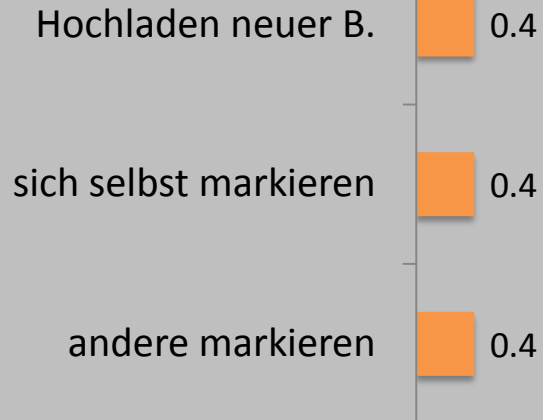 Hochladen neuer B. 0.4
sich selbst markieren 0.4
andere markieren 0.4